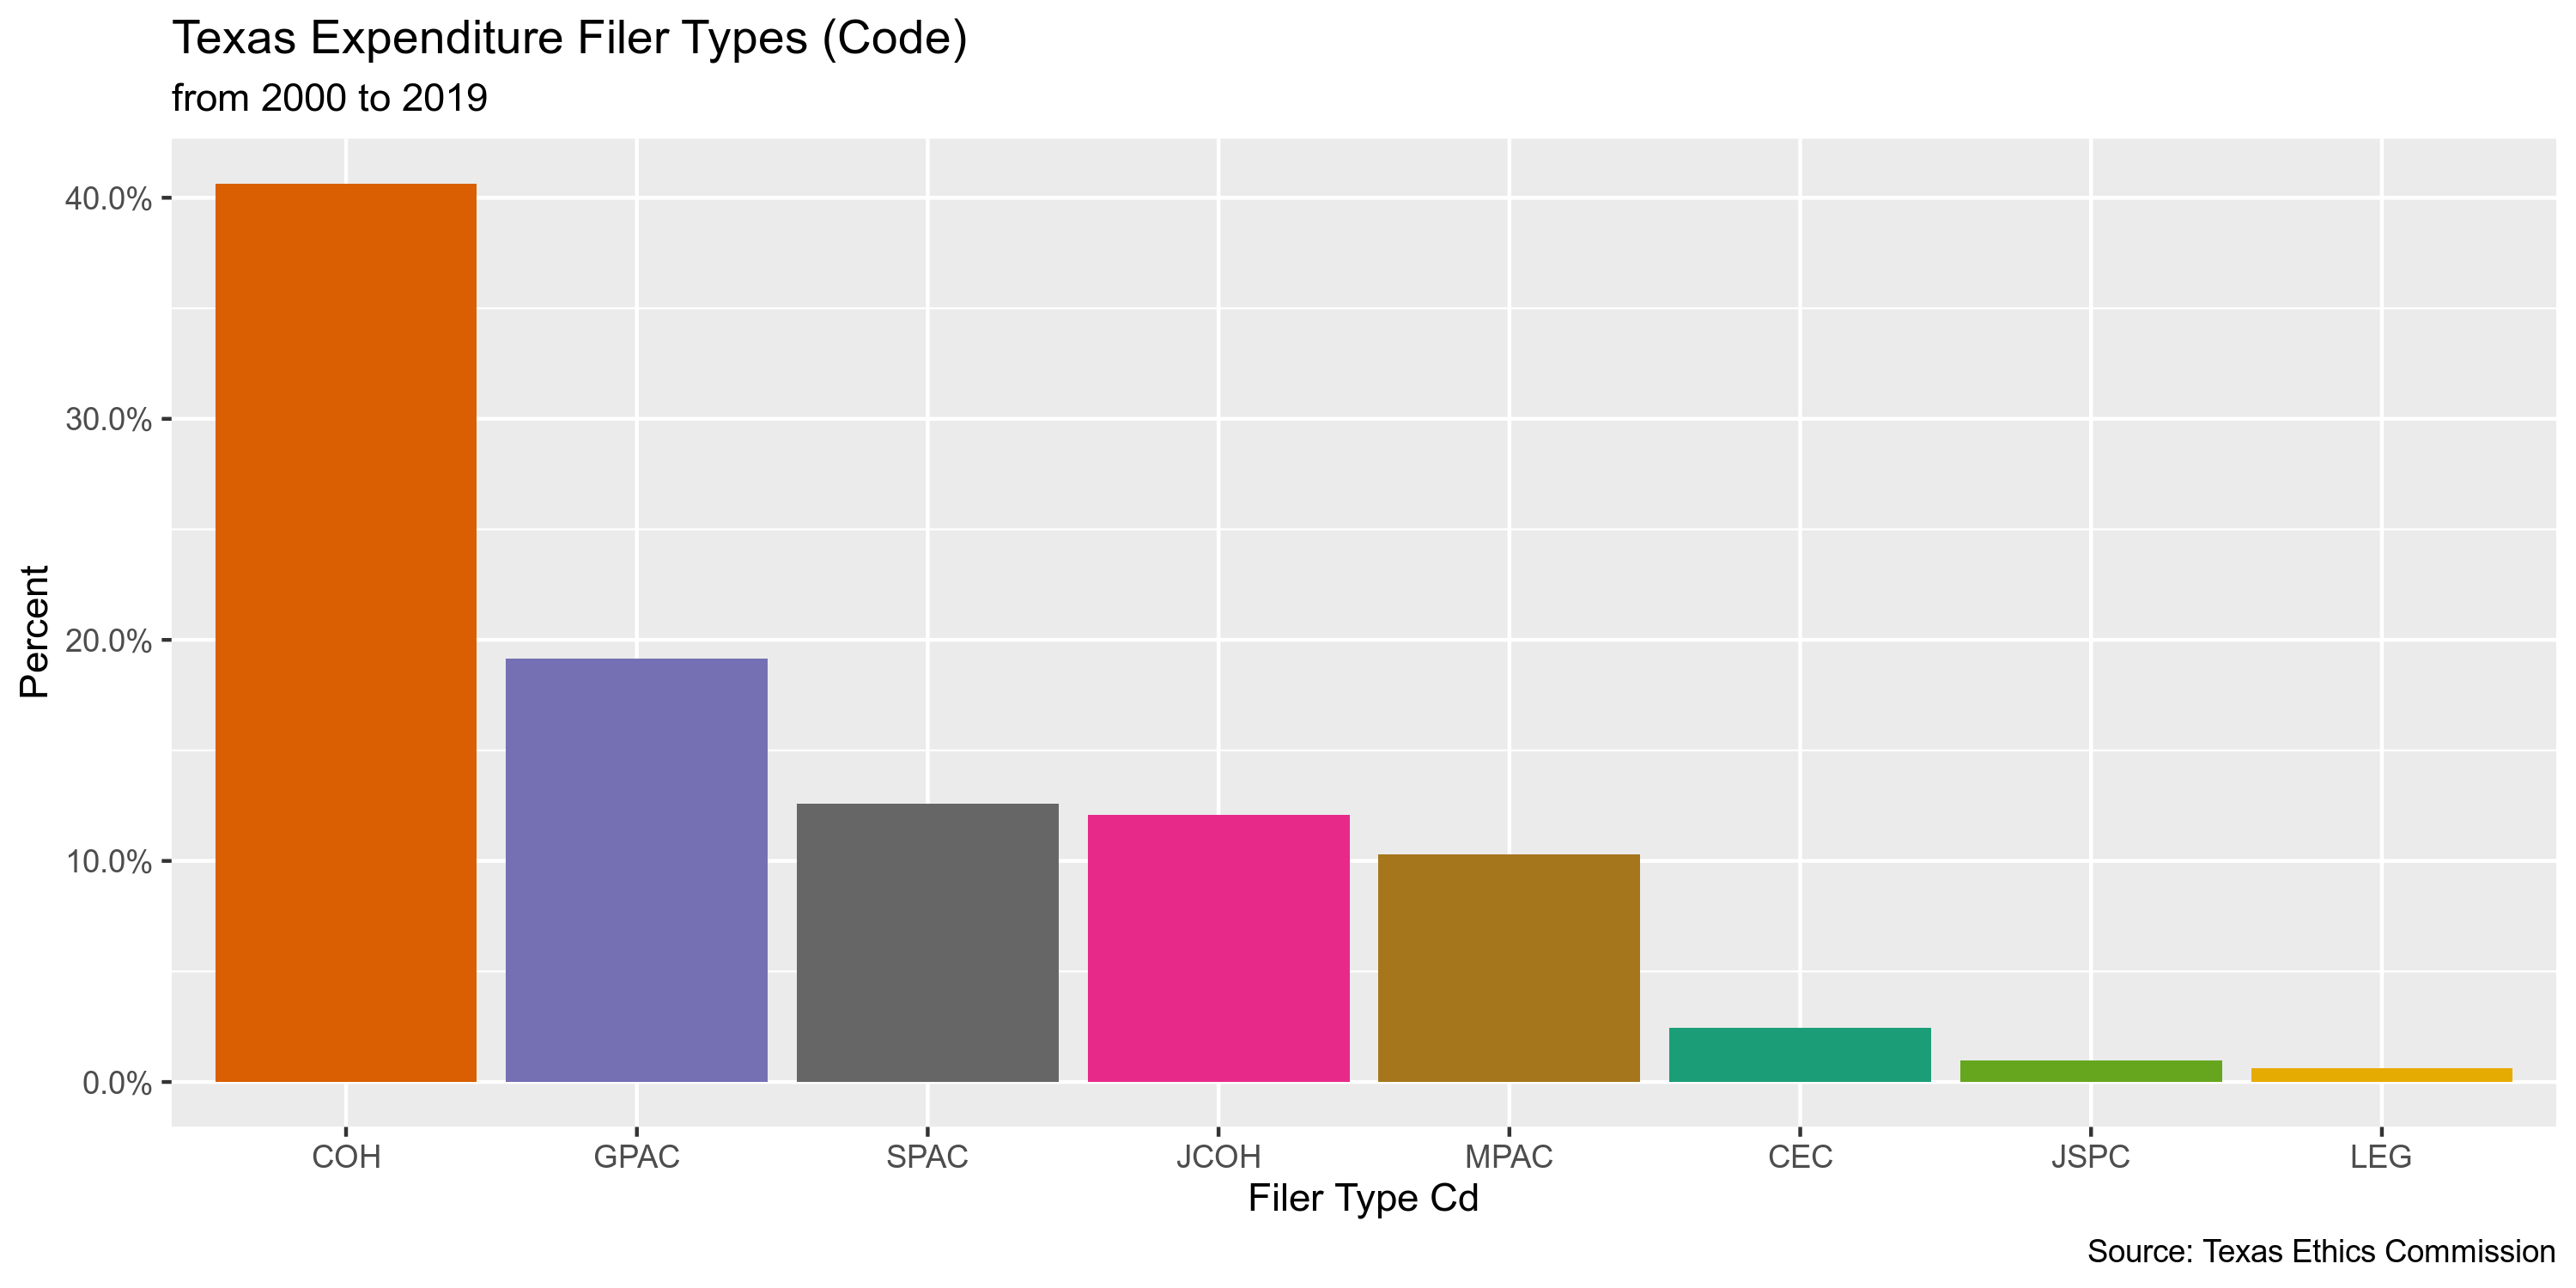 Texas Expenditure Filer Types (Code)
from 2000 to 2019
Percent
40.0%
30.0%
20.0%
10.0%
0.0%
COH GPAC SPAC JCOH MPAC CEC JSPC LEG
Filer Type Cd
Source: Texas Ethics Commission